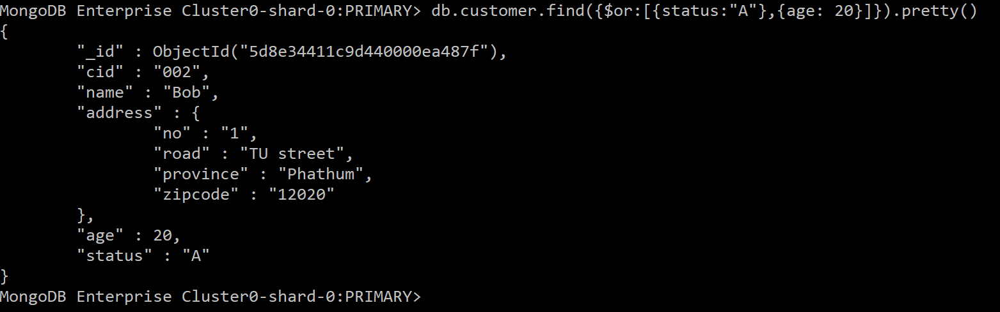 MongoDB Enterprise Cluster0-shard-0:PRIMARY> db.customer.find({$or:[{status:"A"},{age: 20}]}).pretty()
{
        "_id" : ObjectId("5d8e34411c9d440000ea487f"),
        "cid" : "002",
        "name" : "Bob",
        "address" : {
                "no" : "1",
                "road" : "TU street",
                "province" : "Phathum",
                "zipcode" : "12020"
        },
        "age" : 20,
        "status" : "A"
}
MongoDB Enterprise Cluster0-shard-0:PRIMARY>